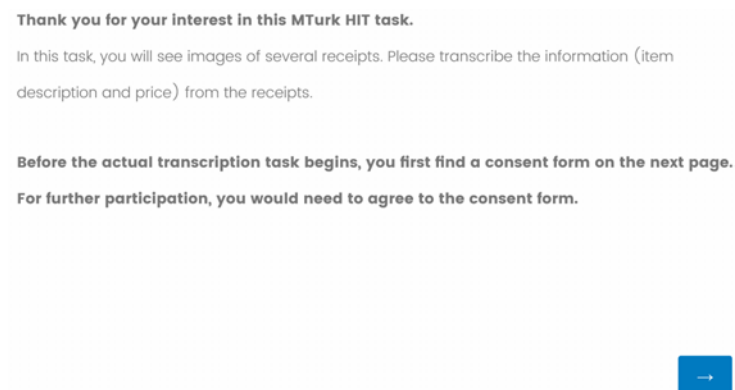 Thank you for your interest in this MTurk HIT task.
In this task, you will see images of several receipts. Please transcribe the information (item
description and price) from the receipts.
Before the actual transcription task begins, you first find a consent form on the next page.
For further participation, you would need to agree to the consent form.
→